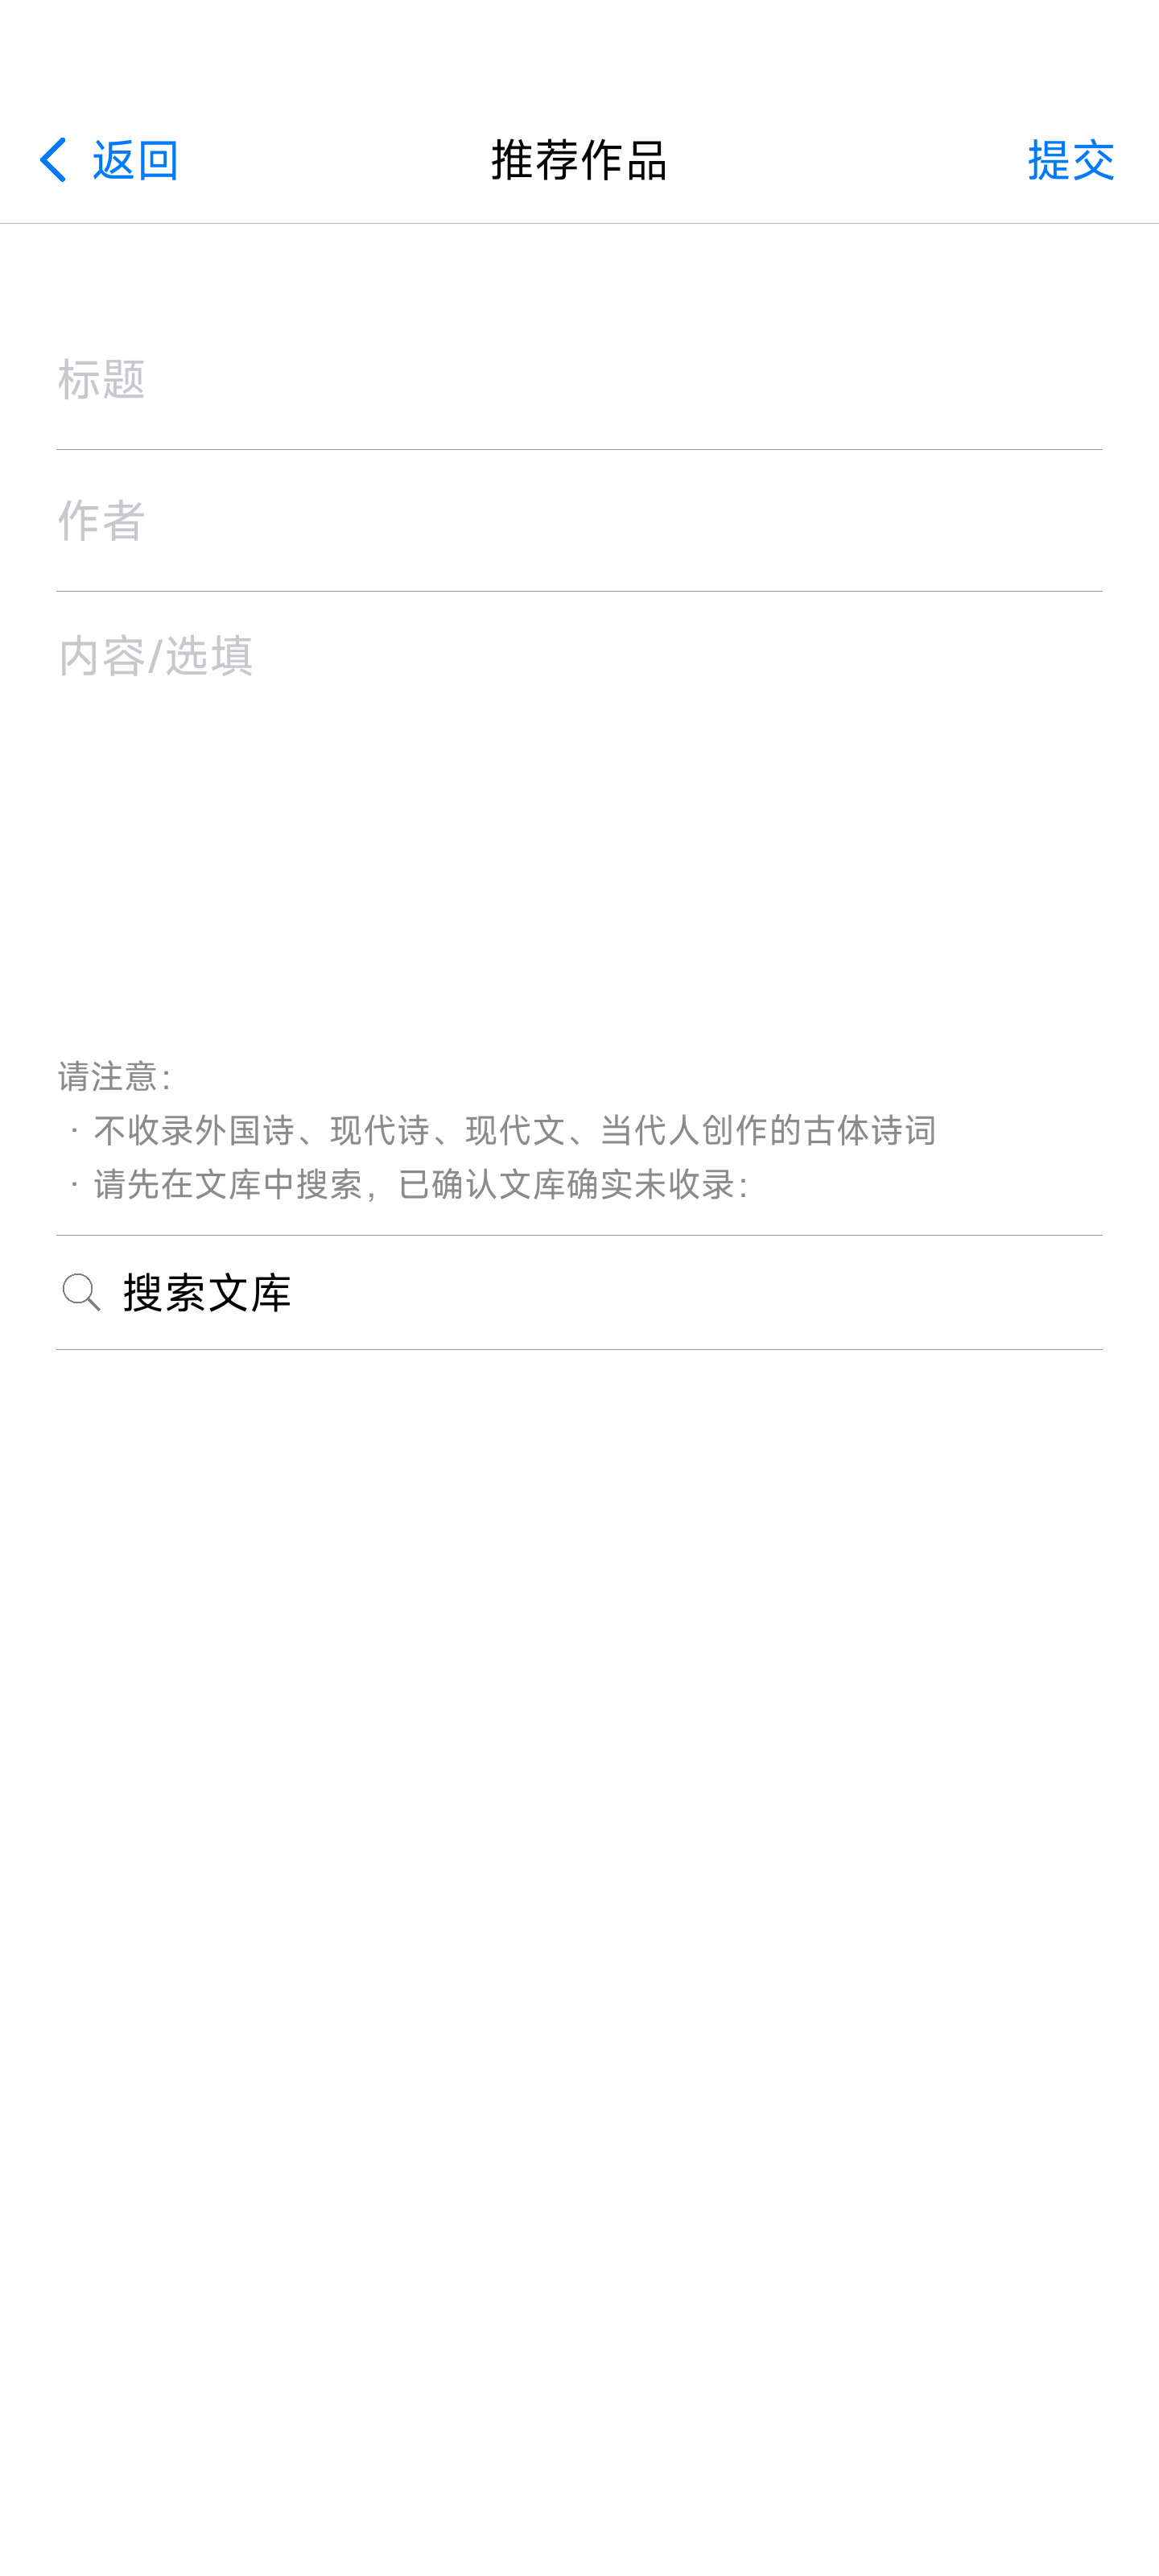 返回 推荐作品 提交
标题
作者
内容/选填
请注意：
· 不收录外国诗、现代诗、现代文、当代人创作的古体诗词
· 请先在文库中搜索，已确认文库确实未收录：
搜索文库